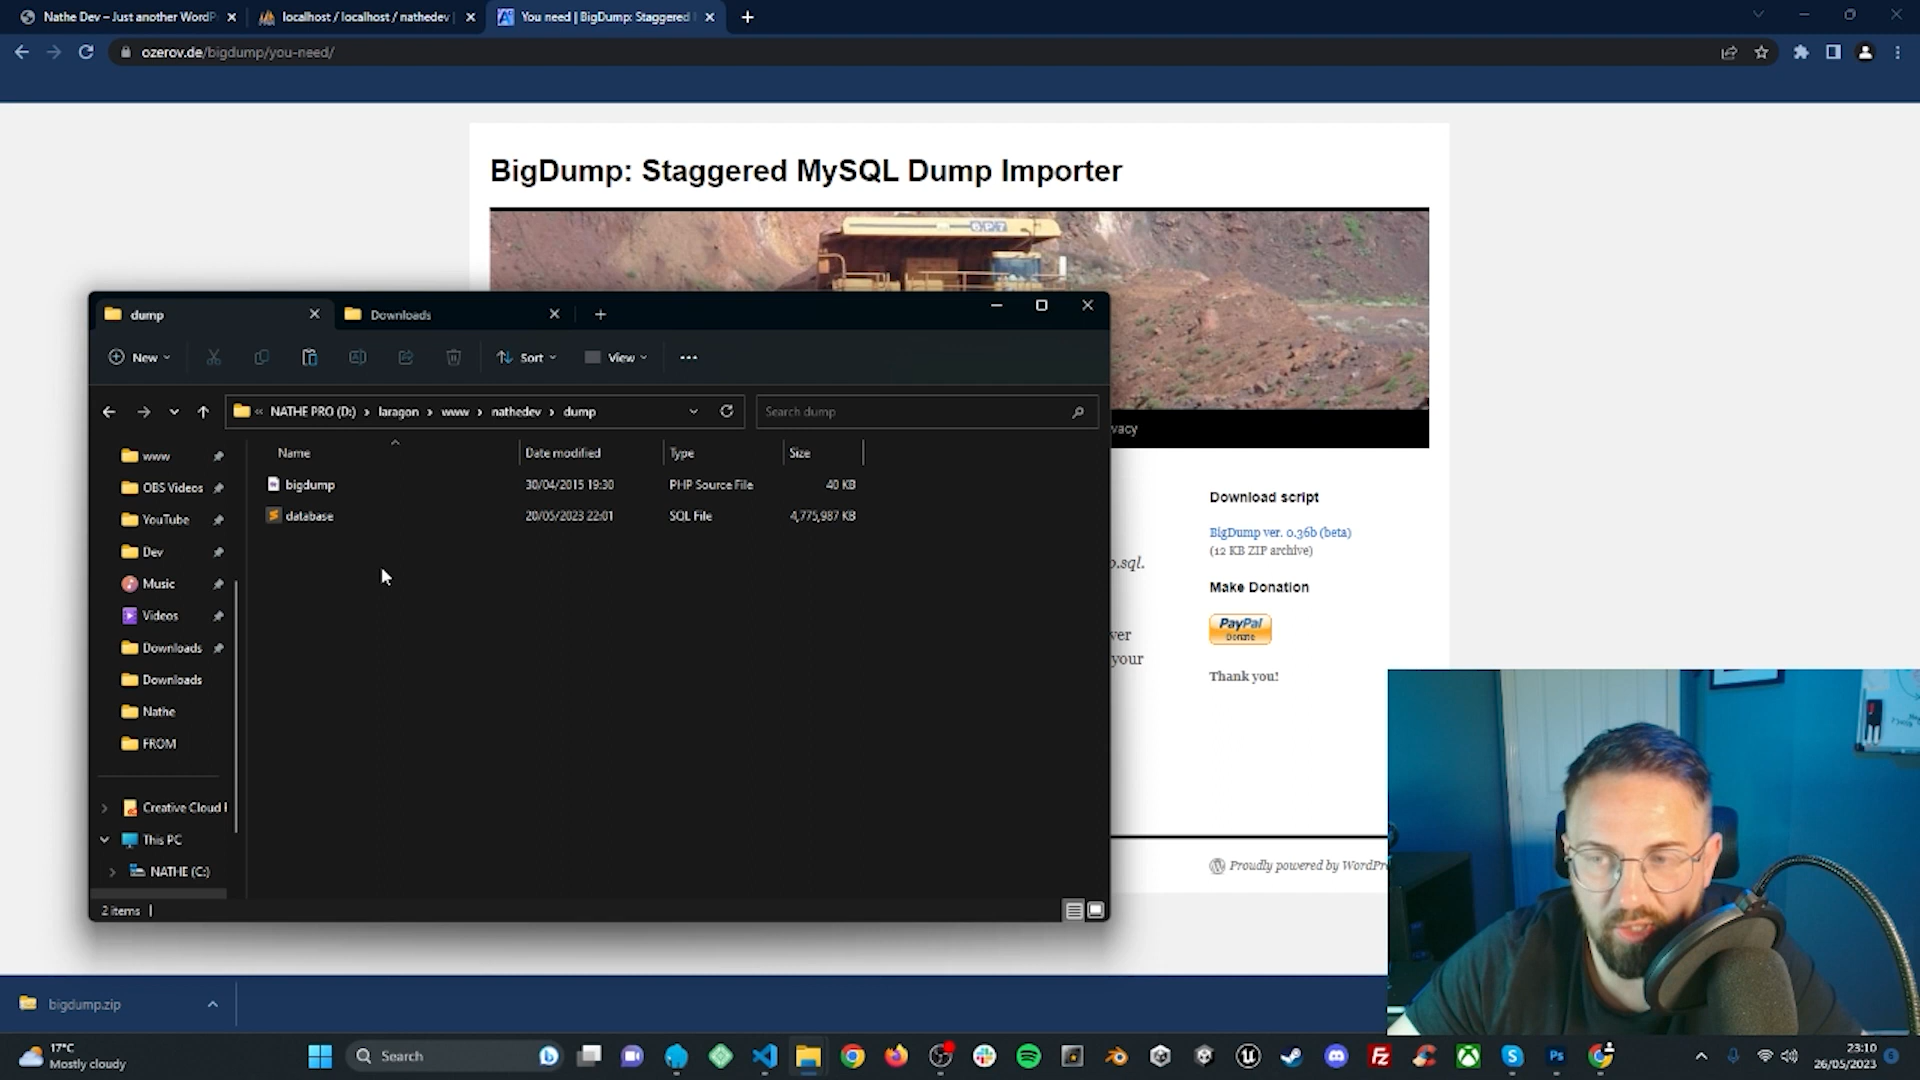 Nathe Dev – Just another WordP
localhost / localhost / nathedev
You need | BigDump: Staggered
ozerov.de/bigdump/you-need/
BigDump: Staggered MySQL Dump Importer
dump
Downloads
New
Sort
View
NATHE PRO (D:) › laragon › www › nathedev › dump
Search dump
vacy
Name
Date modified
Type
Size
bigdump
30/04/2015 19:30
PHP Source File
40 KB
database
20/05/2023 22:01
SQL File
4,775,987 KB
www
OBS Videos
YouTube
Dev
Music
Videos
Downloads
Downloads
Nathe
FROM
Creative Cloud
This PC
NATHE (C:)
2 items
Download script
BigDump ver. 0.36b (beta)
(12 KB ZIP archive)
Make Donation
PayPal
Donate
Thank you!
.sql.
ver
your
Proudly powered by WordPr
bigdump.zip
17°C
Mostly cloudy
Search
23:10
26/05/2023